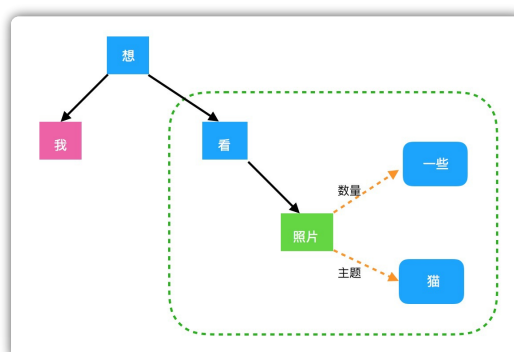 想
我
看
一些
数量
照片
主题
猫